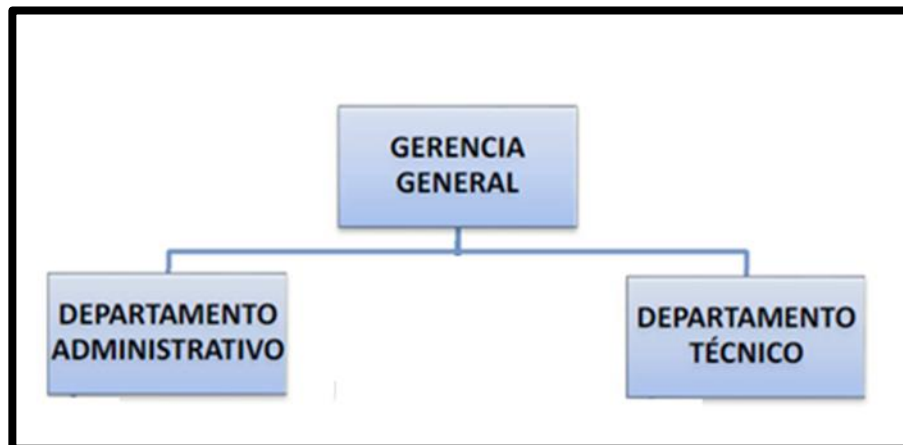 GERENCIA
GENERAL
DEPARTAMENTO
ADMINISTRATIVO
DEPARTAMENTO
TÉCNICO